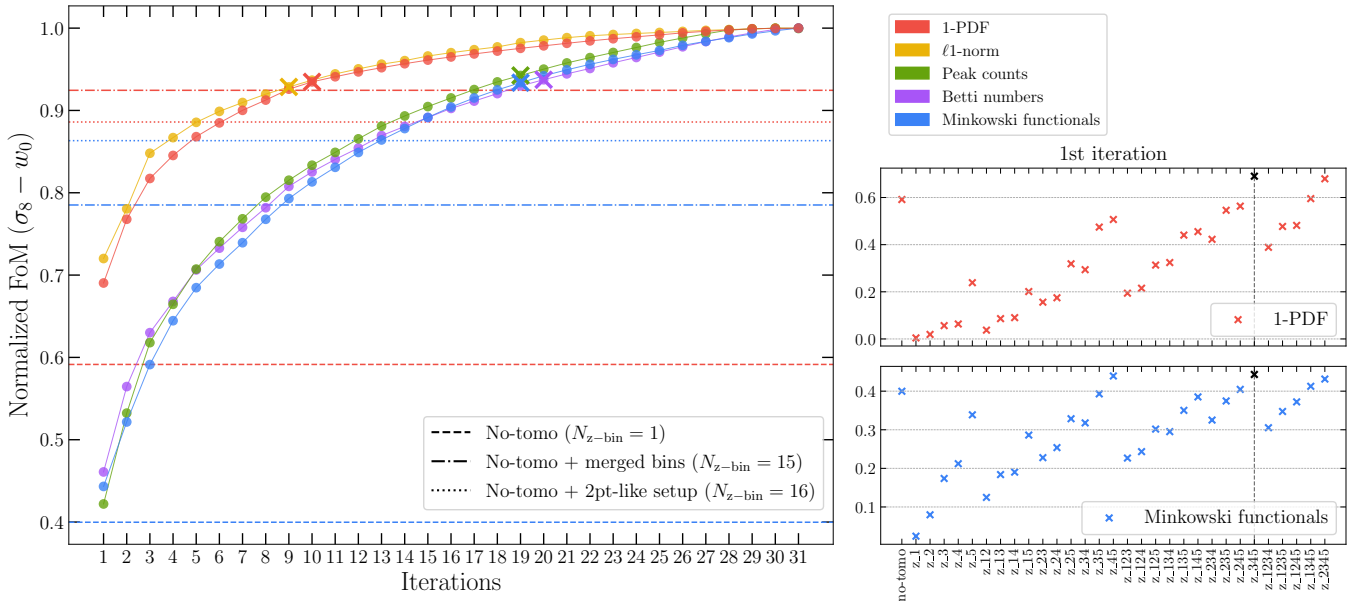 1.0
0.9
0.8
0.7
0.6
0.5
0.4
Normalized FoM (σ₈ − w₀)
No-tomo (N_z−bin = 1)
No-tomo + merged bins (N_z−bin = 15)
No-tomo + 2pt-like setup (N_z−bin = 16)
1 2 3 4 5 6 7 8 9 10 11 12 13 14 15 16 17 18 19 20 21 22 23 24 25 26 27 28 29 30 31
Iterations
1-PDF
ℓ1-norm
Peak counts
Betti numbers
Minkowski functionals
1st iteration
0.6
0.4
0.2
0.0
1-PDF
0.4
0.3
0.2
0.1
Minkowski functionals
no-tomo
z_1
z_2
z_3
z_4
z_5
z_12
z_13
z_14
z_15
z_23
z_24
z_25
z_34
z_35
z_45
z_123
z_124
z_125
z_134
z_135
z_145
z_234
z_235
z_245
z_345
z_1234
z_1235
z_1245
z_1345
z_2345